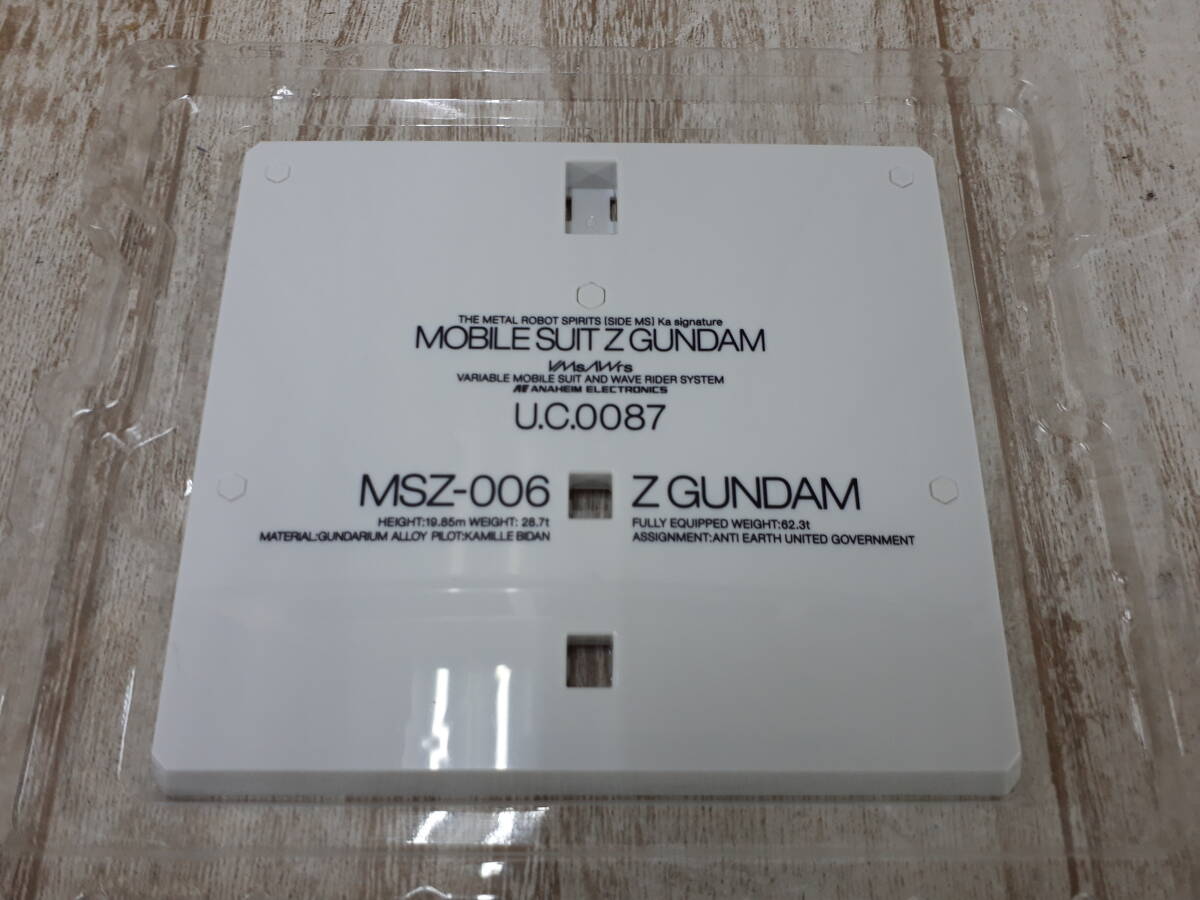 THE METAL ROBOT SPIRITS [SIDE MS] Ka signature
MOBILE SUIT Z GUNDAM
VMsAWrs
VARIABLE MOBILE SUIT AND WAVE RIDER SYSTEM
AE ANAHEIM ELECTRONICS
U.C.0087
MSZ-006
HEIGHT:19.85m WEIGHT: 28.7t
MATERIAL:GUNDARIUM ALLOY PILOT:KAMILLE BIDAN
Z GUNDAM
FULLY EQUIPPED WEIGHT:62.3t
ASSIGNMENT:ANTI EARTH UNITED GOVERNMENT